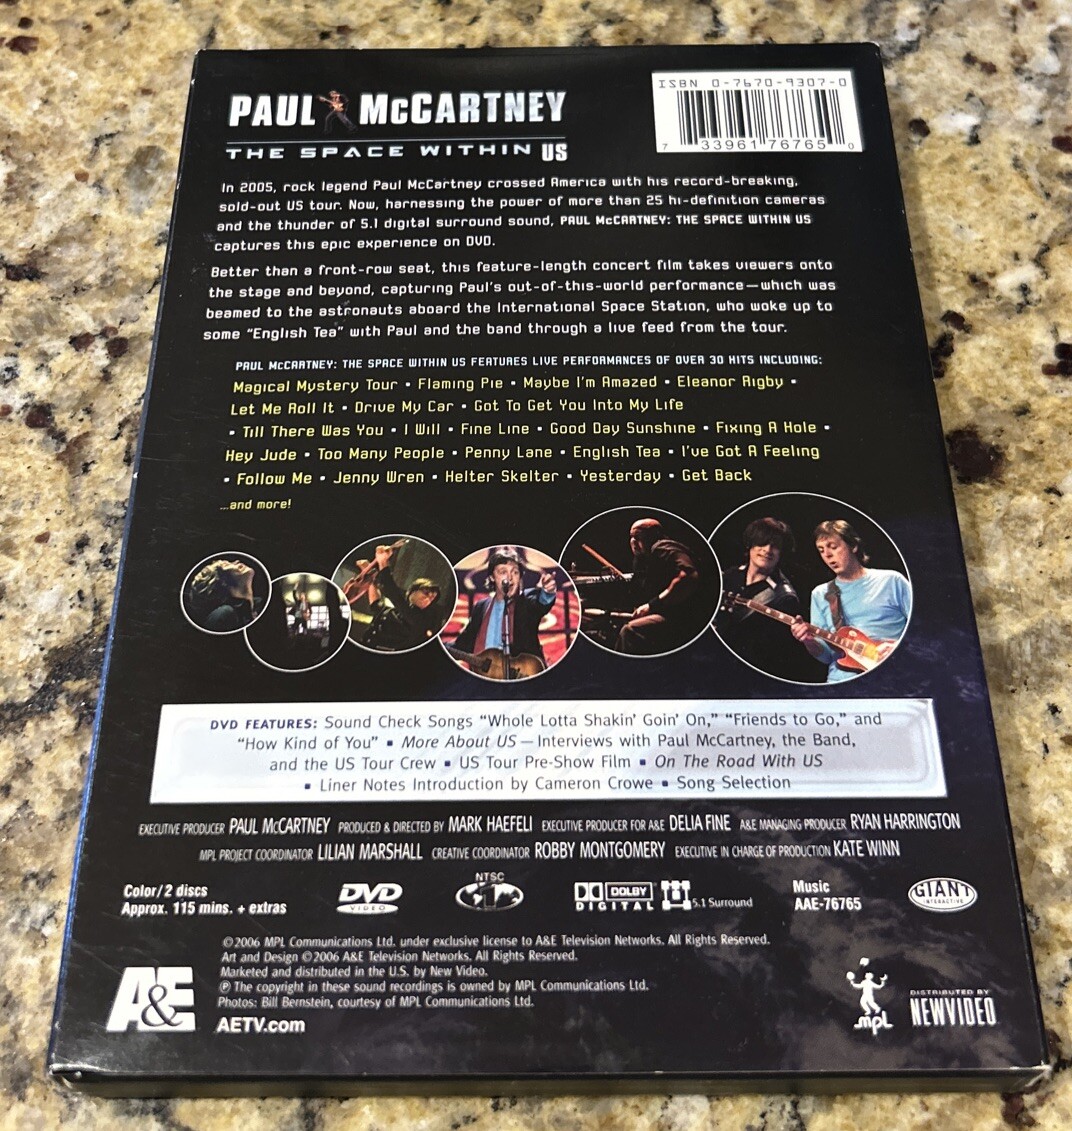 PAUL McCARTNEY
THE SPACE WITHIN US
ISBN 0-7670-9307-0
7 33961 76765 0
In 2005, rock legend Paul McCartney crossed America with his record-breaking,
sold-out US tour. Now, harnessing the power of more than 25 hi-definition cameras
and the thunder of 5.1 digital surround sound, PAUL McCARTNEY: THE SPACE WITHIN US
captures this epic experience on DVD.
Better than a front-row seat, this feature-length concert film takes viewers onto
the stage and beyond, capturing Paul's out-of-this-world performance—which was
beamed to the astronauts aboard the International Space Station, who woke up to
some "English Tea" with Paul and the band through a live feed from the tour.
PAUL McCARTNEY: THE SPACE WITHIN US FEATURES LIVE PERFORMANCES OF OVER 30 HITS INCLUDING:
Magical Mystery Tour • Flaming Pie • Maybe I'm Amazed • Eleanor Rigby •
Let Me Roll It • Drive My Car • Got To Get You Into My Life
• Till There Was You • I Will • Fine Line • Good Day Sunshine • Fixing A Hole •
Hey Jude • Too Many People • Penny Lane • English Tea • I've Got A Feeling
• Follow Me • Jenny Wren • Helter Skelter • Yesterday • Get Back
...and more!
DVD FEATURES: Sound Check Songs "Whole Lotta Shakin' Goin' On," "Friends to Go," and
"How Kind of You" ▪ More About US — Interviews with Paul McCartney, the Band,
and the US Tour Crew ▪ US Tour Pre-Show Film ▪ On The Road With US
▪ Liner Notes Introduction by Cameron Crowe ▪ Song Selection
EXECUTIVE PRODUCER PAUL McCARTNEY PRODUCED & DIRECTED BY MARK HAEFELI EXECUTIVE PRODUCER FOR A&E DELIA FINE A&E MANAGING PRODUCER RYAN HARRINGTON
MPL PROJECT COORDINATOR LILIAN MARSHALL CREATIVE COORDINATOR ROBBY MONTGOMERY EXECUTIVE IN CHARGE OF PRODUCTION KATE WINN
Color/2 discs
Approx. 115 mins. + extras
DVD
VIDEO
NTSC
1
DOLBY
DIGITAL
5.1 Surround
Music
AAE-76765
GIANT
INTERACTIVE
©2006 MPL Communications Ltd. under exclusive license to A&E Television Networks. All Rights Reserved.
Art and Design ©2006 A&E Television Networks. All Rights Reserved.
Marketed and distributed in the U.S. by New Video.
℗ The copyright in these sound recordings is owned by MPL Communications Ltd.
Photos: Bill Bernstein, courtesy of MPL Communications Ltd.
A&E
AETV.com
mpL
DISTRIBUTED BY
NEWVIDEO